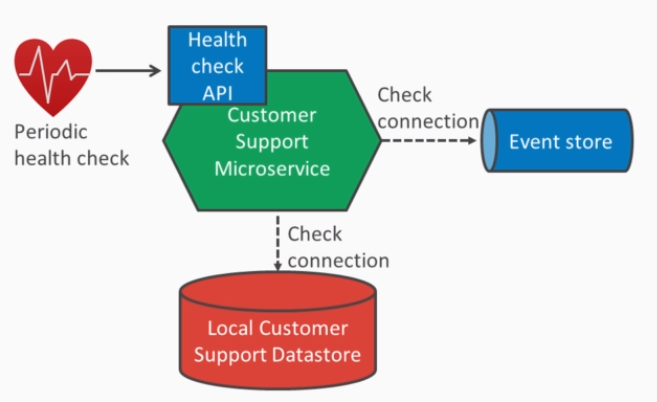 Health
check
API
Periodic
health check
Customer
Support
Microservice
Check
connection
Event store
Check
connection
Local Customer
Support Datastore